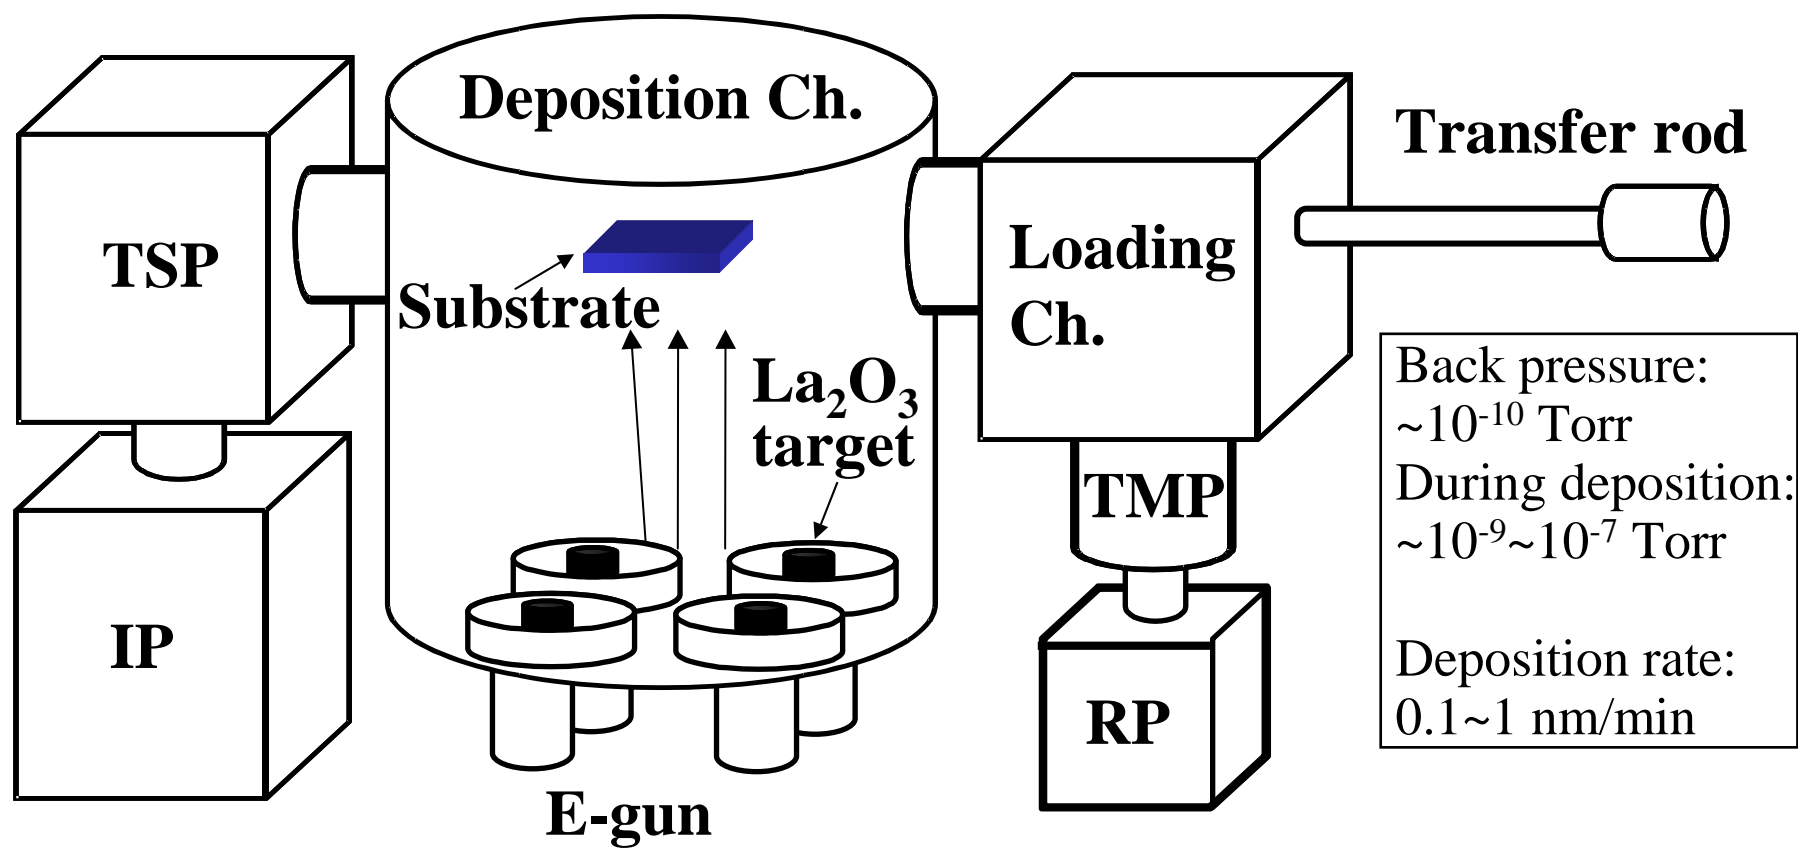 Deposition Ch.
Transfer rod
TSP
Loading
Ch.
Substrate
La₂O₃
target
TMP
IP
RP
E-gun
Back pressure:
~10⁻¹⁰ Torr
During deposition:
~10⁻⁹~10⁻⁷ Torr
Deposition rate:
0.1~1 nm/min